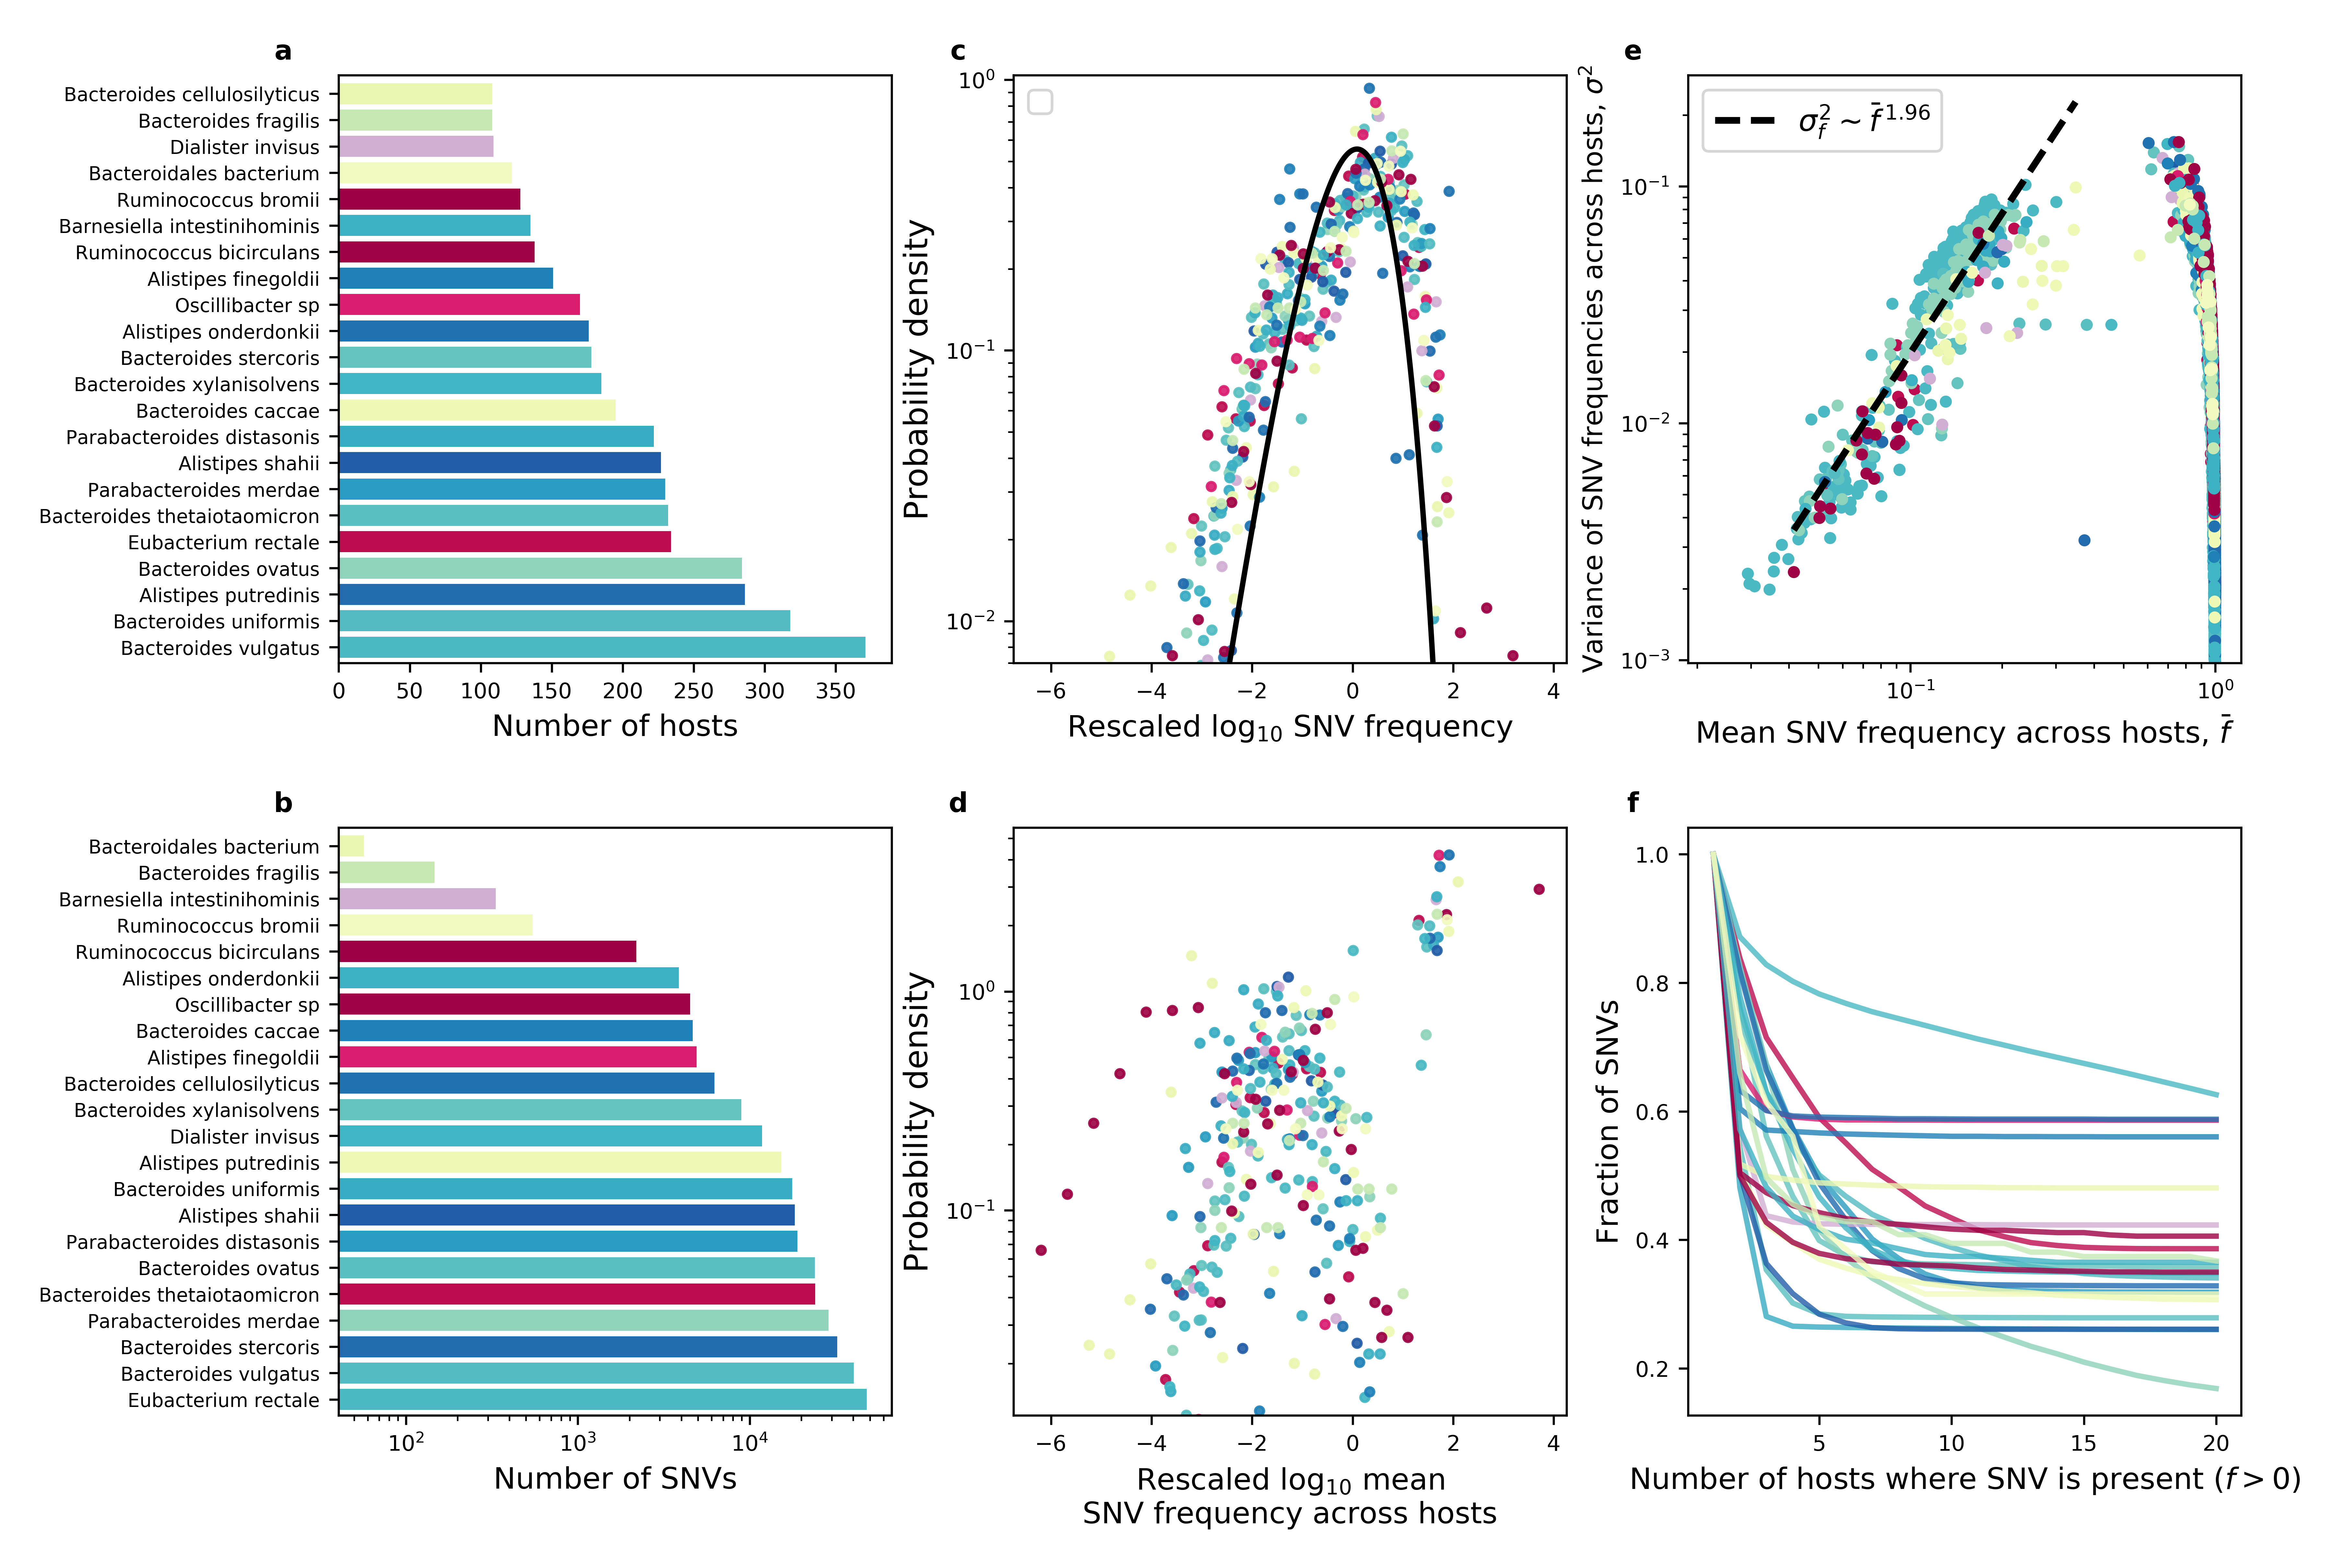 a
Bacteroides cellulosilyticus
Bacteroides fragilis
Dialister invisus
Bacteroidales bacterium
Ruminococcus bromii
Barnesiella intestinihominis
Ruminococcus bicirculans
Alistipes finegoldii
Oscillibacter sp
Alistipes onderdonkii
Bacteroides stercoris
Bacteroides xylanisolvens
Bacteroides caccae
Parabacteroides distasonis
Alistipes shahii
Parabacteroides merdae
Bacteroides thetaiotaomicron
Eubacterium rectale
Bacteroides ovatus
Alistipes putredinis
Bacteroides uniformis
Bacteroides vulgatus
0 50 100 150 200 250 300 350
Number of hosts
c
Probability density
10⁰
10⁻¹
10⁻²
−6 −4 −2 0 2 4
Rescaled log₁₀ SNV frequency
e
Variance of SNV frequencies across hosts, σ²
σ_f² ~ f̄^1.96
10⁻¹
10⁻²
10⁻³
10⁻¹ 10⁰
Mean SNV frequency across hosts, f̄
b
Bacteroidales bacterium
Bacteroides fragilis
Barnesiella intestinihominis
Ruminococcus bromii
Ruminococcus bicirculans
Alistipes onderdonkii
Oscillibacter sp
Bacteroides caccae
Alistipes finegoldii
Bacteroides cellulosilyticus
Bacteroides xylanisolvens
Dialister invisus
Alistipes putredinis
Bacteroides uniformis
Alistipes shahii
Parabacteroides distasonis
Bacteroides ovatus
Bacteroides thetaiotaomicron
Parabacteroides merdae
Bacteroides stercoris
Bacteroides vulgatus
Eubacterium rectale
10² 10³ 10⁴
Number of SNVs
d
Probability density
10⁰
10⁻¹
−6 −4 −2 0 2 4
Rescaled log₁₀ mean
SNV frequency across hosts
f
Fraction of SNVs
1.0
0.8
0.6
0.4
0.2
5 10 15 20
Number of hosts where SNV is present (f > 0)